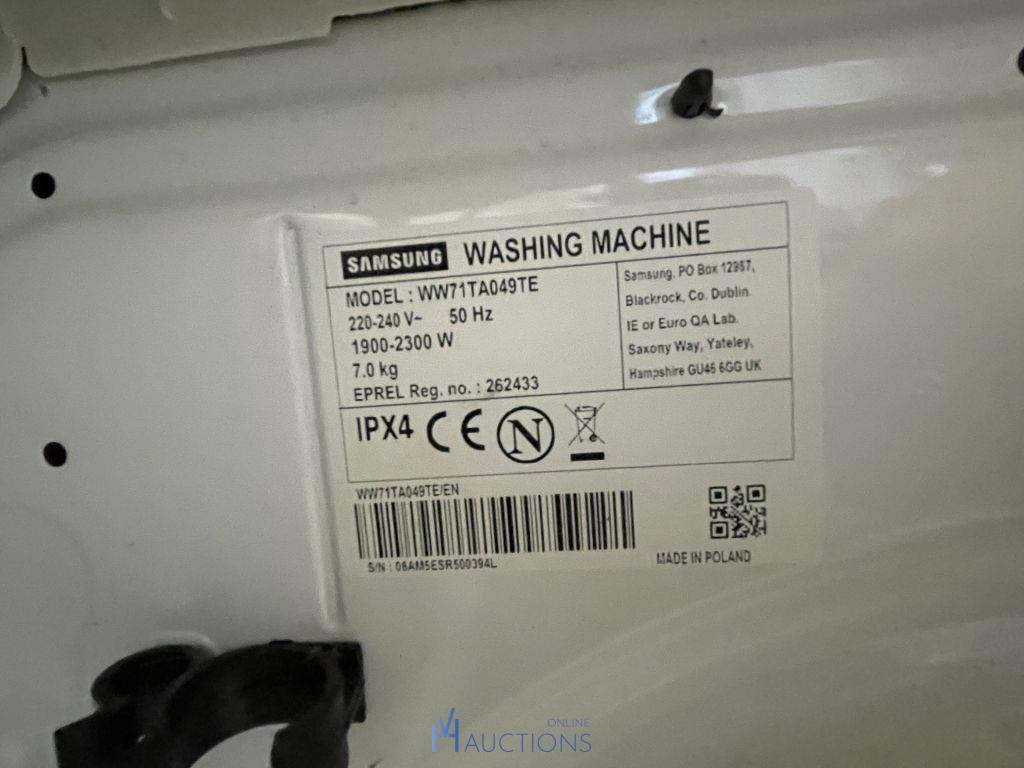 SAMSUNG WASHING MACHINE
MODEL : WW71TA049TE
220-240 V~ 50 Hz
1900-2300 W
7.0 kg
EPREL Reg. no. : 262433
Samsung, PO Box 12987,
Blackrock, Co. Dublin.
IE or Euro QA Lab.
Saxony Way, Yateley,
Hampshire GU46 6GG UK
IPX4 CE N
WW71TA049TE/EN
S/N : 06AM5ESR500394L
MADE IN POLAND
ONLINE
AUCTIONS